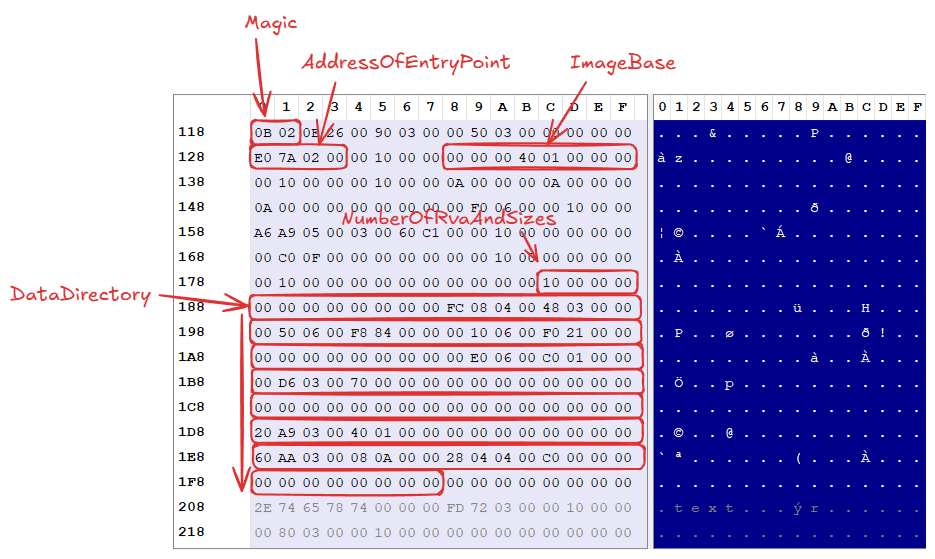 Magic
AddressOfEntryPoint
ImageBase
0 1 2 3 4 5 6 7 8 9 A B C D E F 0 1 2 3 4 5 6 7 8 9 A B C D E F
118 0B 02 0E 26 00 90 03 00 00 50 03 00 00 00 00 00 . . . & . . . . . P . . . . . .
128 E0 7A 02 00 00 10 00 00 00 00 00 40 01 00 00 00 à z . . . . . . . . . @ . . . .
138 00 10 00 00 00 10 00 00 0A 00 00 00 0A 00 00 00 . . . . . . . . . . . . . . . .
148 0A 00 00 00 00 00 00 00 00 F0 06 00 00 10 00 00 . . . . . . . . . ð . . . . . .
NumberOfRvaAndSizes
158 A6 A9 05 00 03 00 60 C1 00 00 10 00 00 00 00 00 ¦ © . . . . ` Á . . . . . . . .
168 00 C0 0F 00 00 00 00 00 00 00 10 00 00 00 00 00 . À . . . . . . . . . . . . . .
178 00 10 00 00 00 00 00 00 00 00 00 00 10 00 00 00 . . . . . . . . . . . . . . . .
DataDirectory
188 00 00 00 00 00 00 00 00 FC 08 04 00 48 03 00 00 . . . . . . . . ü . . . H . . .
198 00 50 06 00 F8 84 00 00 00 10 06 00 F0 21 00 00 . P . . ø . . . . . . . ð ! . .
1A8 00 00 00 00 00 00 00 00 00 E0 06 00 C0 01 00 00 . . . . . . . . . à . . À . . .
1B8 00 D6 03 00 70 00 00 00 00 00 00 00 00 00 00 00 . Ö . . p . . . . . . . . . . .
1C8 00 00 00 00 00 00 00 00 00 00 00 00 00 00 00 00 . . . . . . . . . . . . . . . .
1D8 20 A9 03 00 40 01 00 00 00 00 00 00 00 00 00 00 . © . . @ . . . . . . . . . . .
1E8 60 AA 03 00 08 0A 00 00 28 04 04 00 C0 00 00 00 ` ª . . . . . . ( . . . À . . .
1F8 00 00 00 00 00 00 00 00 00 00 00 00 00 00 00 00 . . . . . . . . . . . . . . . .
208 2E 74 65 78 74 00 00 00 FD 72 03 00 00 10 00 00 . t e x t . . . ý r . . . . . .
218 00 80 03 00 00 10 00 00 00 00 00 00 00 00 00 00 . . . . . . . . . . . . . . . .